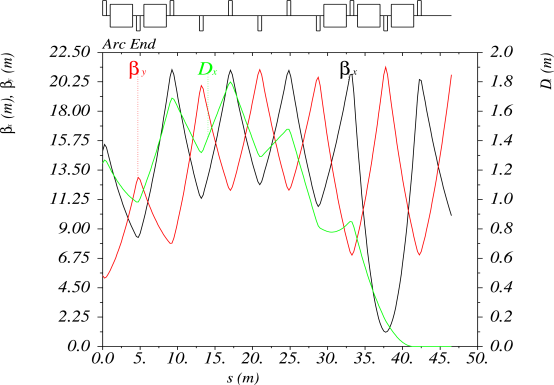 Arc End
22.50
20.25
18.00
15.75
13.50
11.25
9.00
6.75
4.50
2.25
0.0
βx (m), βy (m)
βy
Dx
βx
2.0
1.8
1.6
1.4
1.2
1.0
0.8
0.6
0.4
0.2
0.0
D (m)
0.0 5. 10. 15. 20. 25. 30. 35. 40. 45. 50.
s (m)